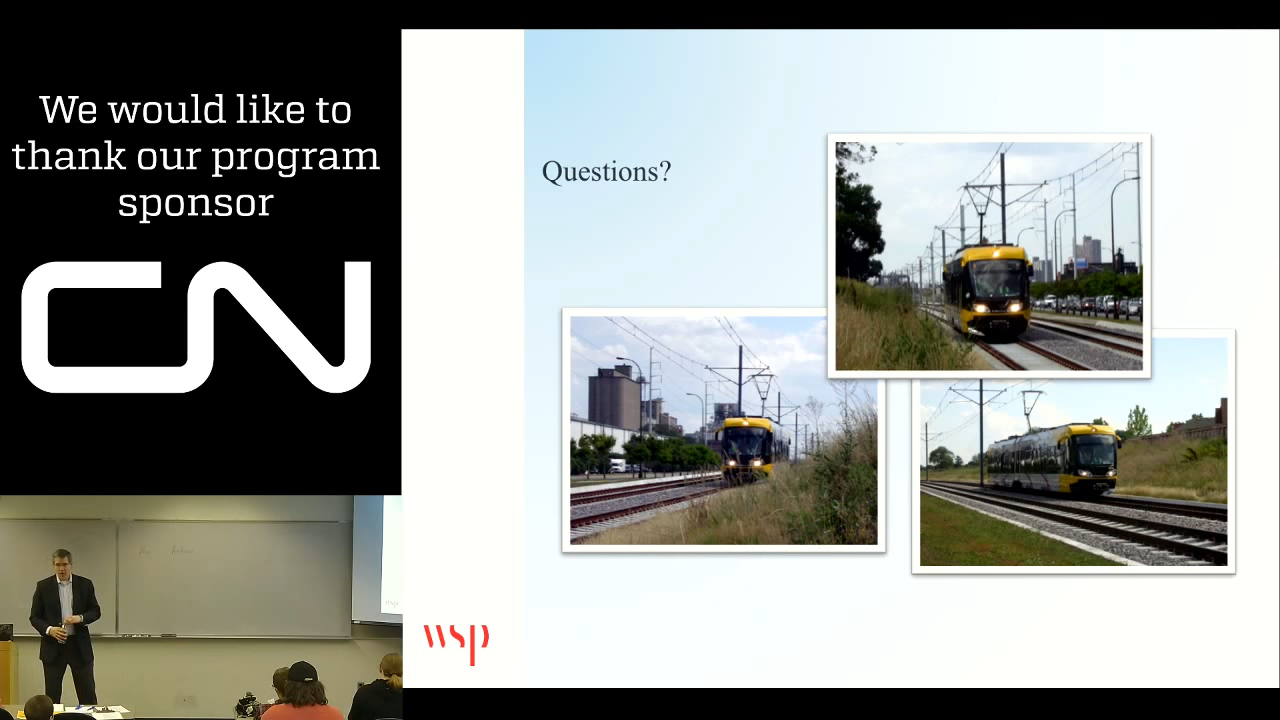 We would like to
thank our program
sponsor
CN
Questions?
wsp